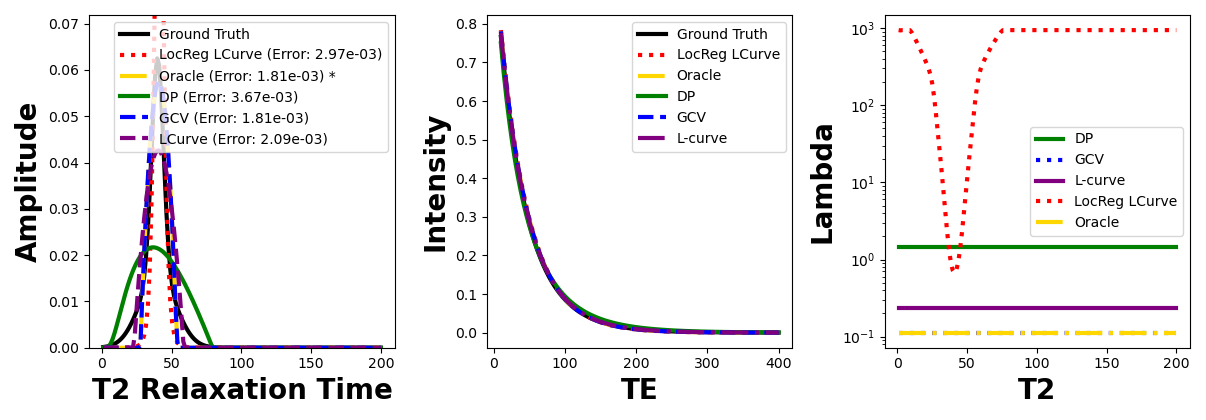 Amplitude
0.07
0.06
0.05
0.04
0.03
0.02
0.01
0.00
0
50
100
150
200
T2 Relaxation Time
Ground Truth
LocReg LCurve (Error: 2.97e-03)
Oracle (Error: 1.81e-03) *
DP (Error: 3.67e-03)
GCV (Error: 1.81e-03)
LCurve (Error: 2.09e-03)
Intensity
0.8
0.7
0.6
0.5
0.4
0.3
0.2
0.1
0.0
0
100
200
300
400
TE
Ground Truth
LocReg LCurve
Oracle
DP
GCV
L-curve
Lambda
10³
10²
10¹
10⁰
10⁻¹
0
50
100
150
200
T2
DP
GCV
L-curve
LocReg LCurve
Oracle